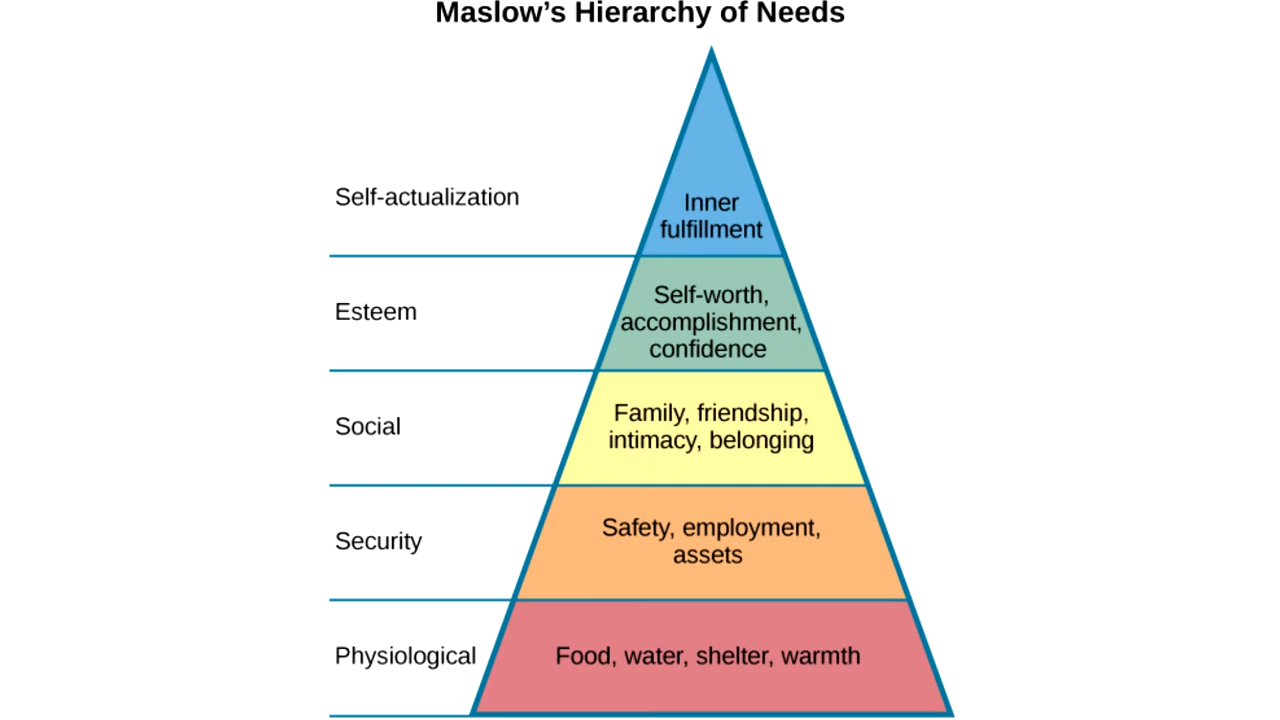 Maslow’s Hierarchy of Needs
Self-actualization
Inner
fulfillment
Esteem
Self-worth,
accomplishment,
confidence
Social
Family, friendship,
intimacy, belonging
Security
Safety, employment,
assets
Physiological
Food, water, shelter, warmth